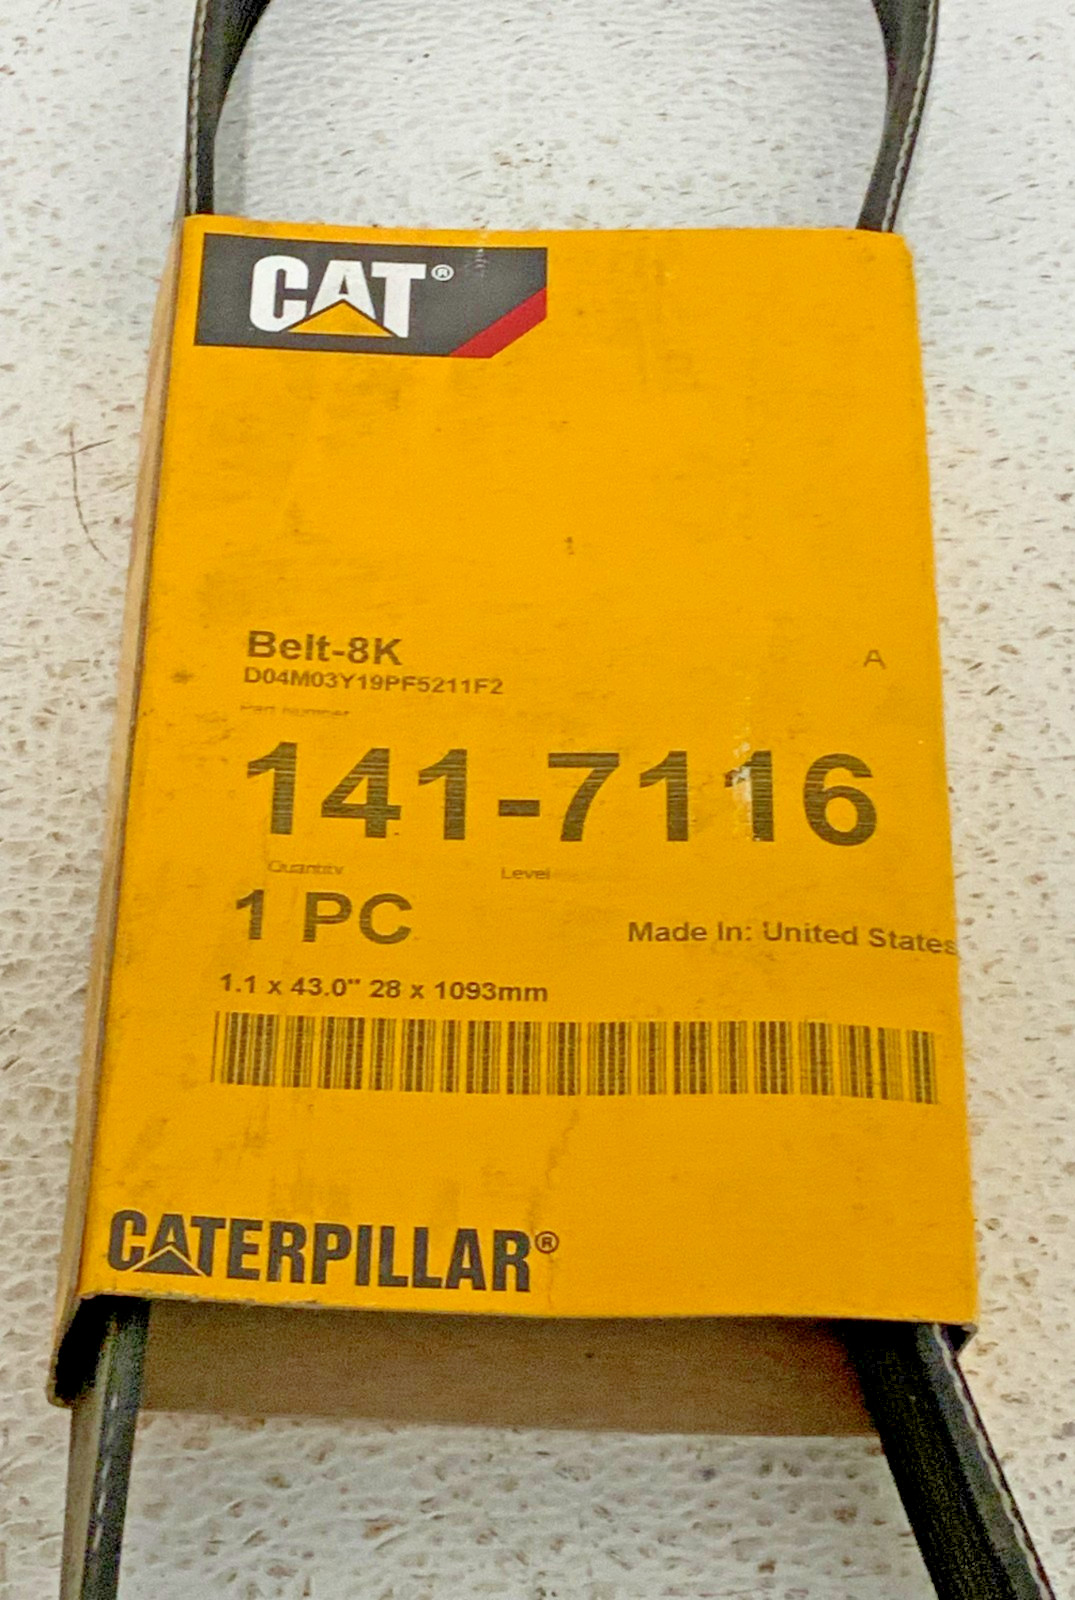 CAT®
Belt-8K
A
D04M03Y19PF5211F2
Part Number
141-7116
Quantity Level
1 PC
Made In: United States
1.1 x 43.0" 28 x 1093mm
CATERPILLAR®